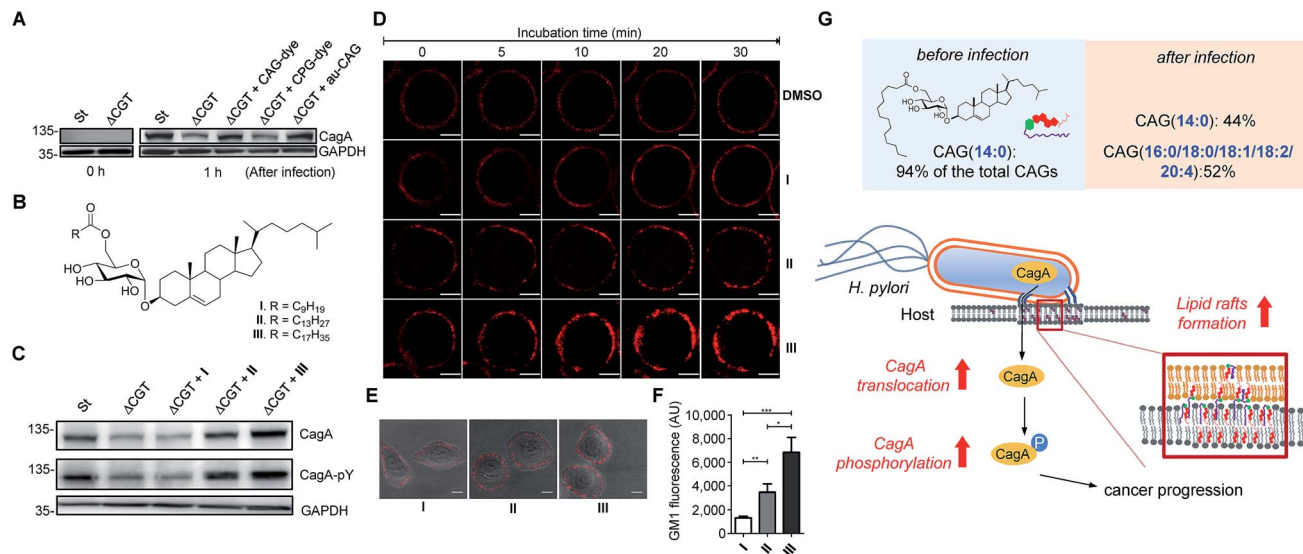 A
St
ΔCGT
St
ΔCGT
ΔCGT + CAG-dye
ΔCGT + CPG-dye
ΔCGT + au-CAG
135-
CagA
35-
GAPDH
0 h
1 h
(After infection)
B
O
R
O
HO
O
HO
HO
O
I. R = C9H19
II. R = C13H27
III. R = C17H35
C
St
ΔCGT
ΔCGT + I
ΔCGT + II
ΔCGT + III
135-
CagA
135-
CagA-pY
35-
GAPDH
D
Incubation time (min)
0
5
10
20
30
DMSO
I
II
III
E
I
II
III
F
GM1 fluorescence (AU)
10,000
8,000
6,000
4,000
2,000
0
***
*
**
I
II
III
G
before infection
O
O
HO
O
HO
HO
O
CAG(14:0):
94% of the total CAGs
after infection
CAG(14:0): 44%
CAG(16:0/18:0/18:1/18:2/
20:4):52%
CagA
H. pylori
Host
Lipid rafts
formation
CagA
translocation
CagA
CagA
phosphorylation
CagA
P
cancer progression